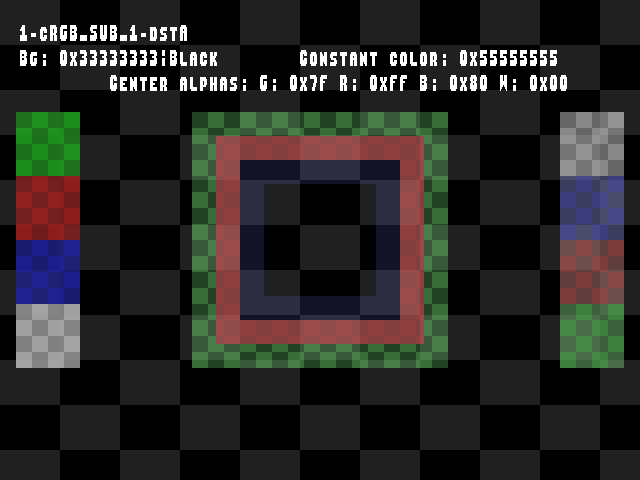 1-cRGB_SUB_1-dstA
Bg: 0x33333333;Black Constant color: 0x55555555
Center alphas: G: 0x7F R: 0xFF B: 0x80 W: 0x00